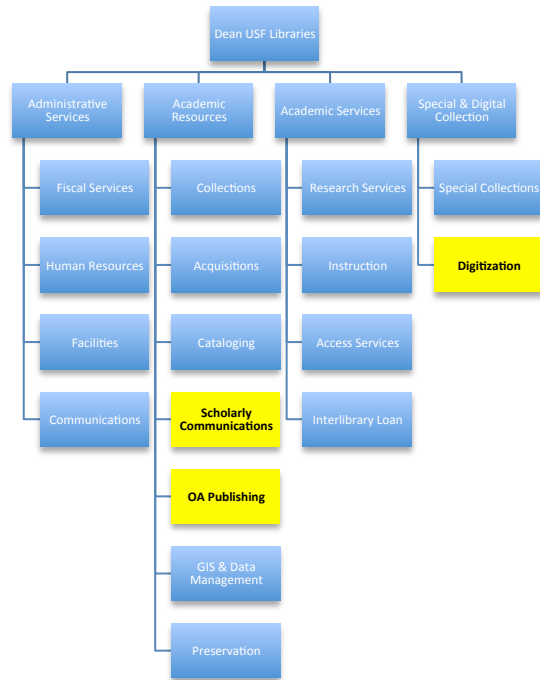 Dean USF Libraries
Administrative
Services
Academic
Resources
Academic Services
Special & Digital
Collection
Fiscal Services
Human Resources
Facilities
Communications
Collections
Acquisitions
Cataloging
Scholarly
Communications
OA Publishing
GIS & Data
Management
Preservation
Research Services
Instruction
Access Services
Interlibrary Loan
Special Collections
Digitization